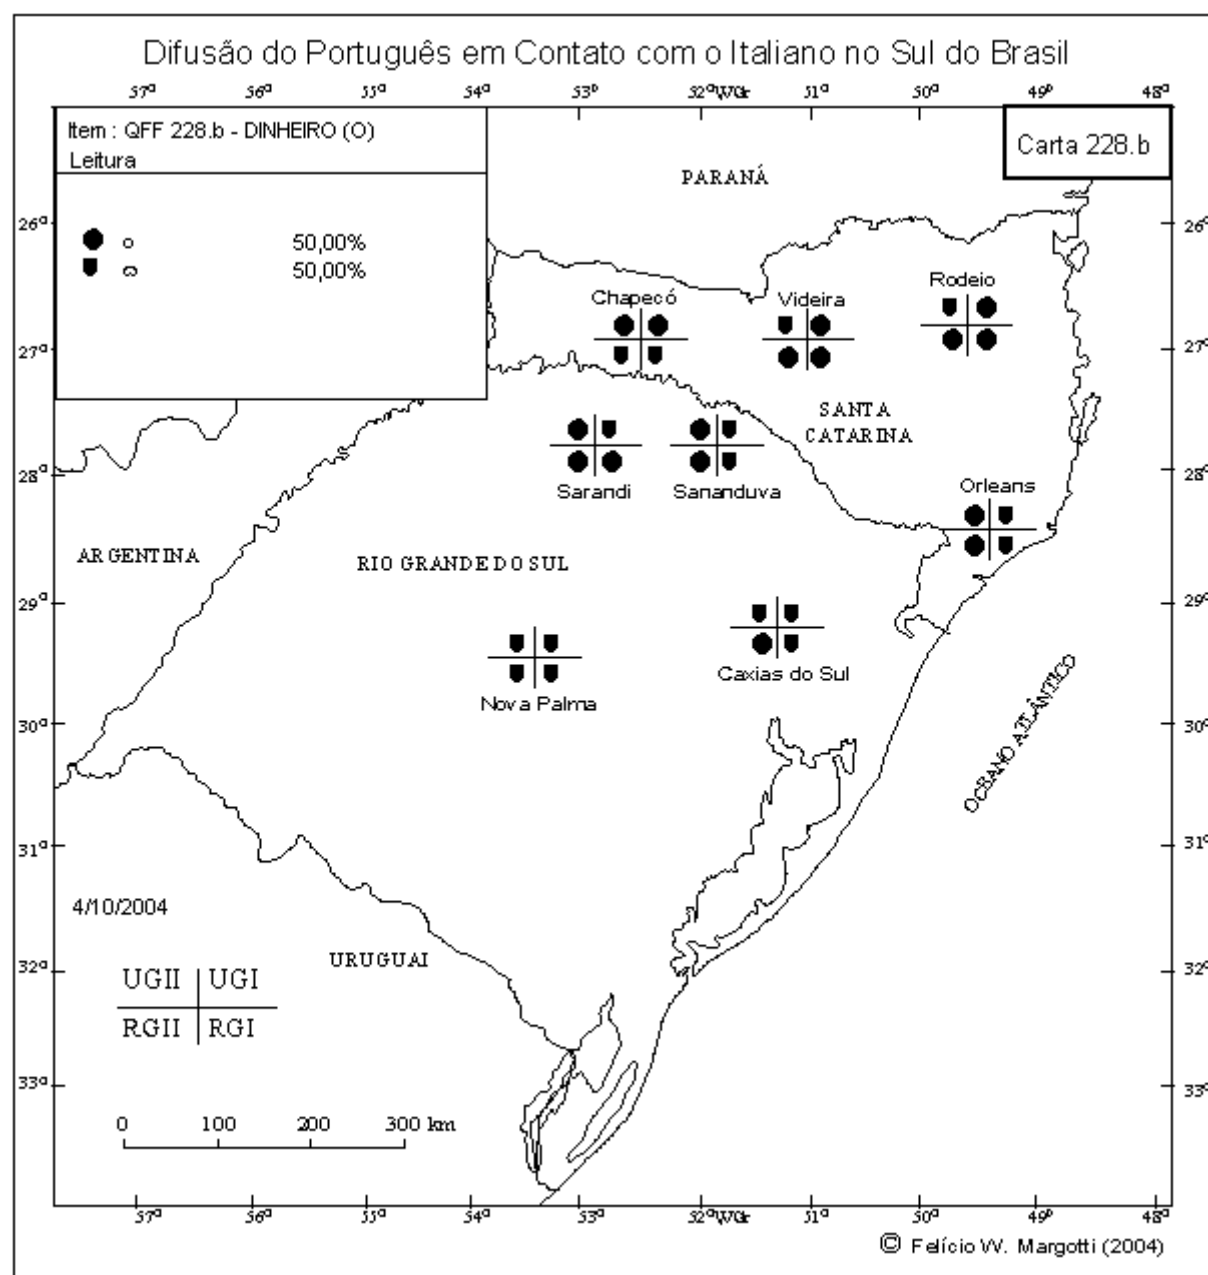 Difusão do Português em Contato com o Italiano no Sul do Brasil
57º 56º 55º 54º 53º 52ºWGr 51º 50º 49º 48º
Item : QFF 228.b - DINHEIRO (O)
Leitura
o 50,00%
50,00%
Carta 228.b
PARANÁ
26º 26º
Rodeio
Chapecó Videira
27º 27º
SANTA
CATARINA
28º 28º
Sarandi Sananduva
Orleans
ARGENTINA
RIO GRANDE DO SUL
29º 29º
Caxias do Sul
Nova Palma
OCEANO ATLÂNTICO
30º 30º
31º 31º
4/10/2004
URUGUAI
32º 32º
UGII UGI
RGII RGI
33º 33º
0 100 200 300 km
57º 56º 55º 54º 53º 52ºWGr 51º 50º 49º 48º
© Felício W. Margotti (2004)